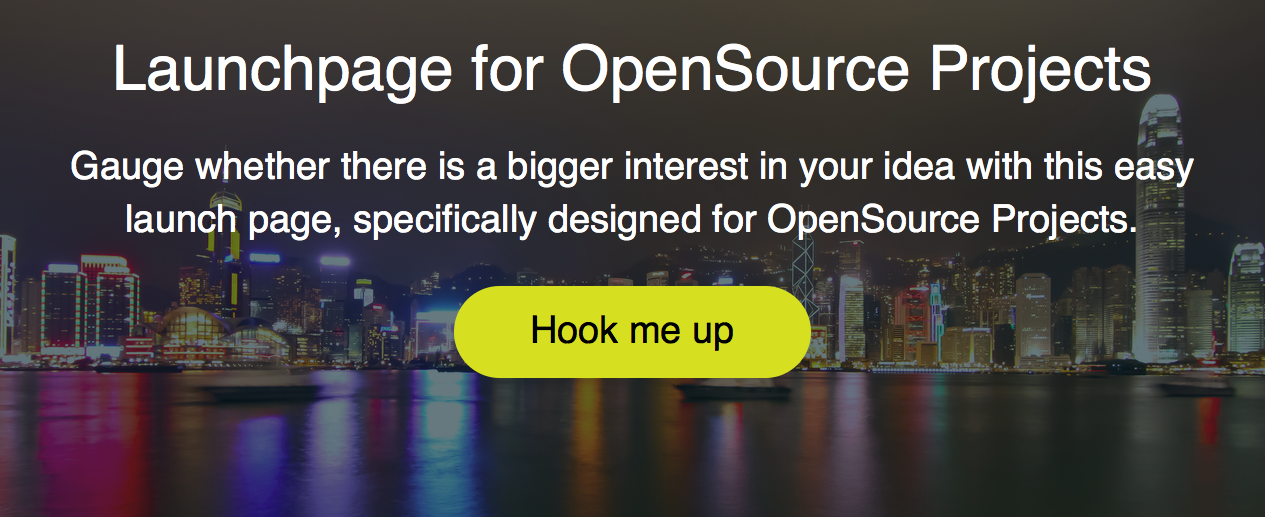 Launchpage for OpenSource Projects
Gauge whether there is a bigger interest in your idea with this easy
launch page, specifically designed for OpenSource Projects.
Hook me up